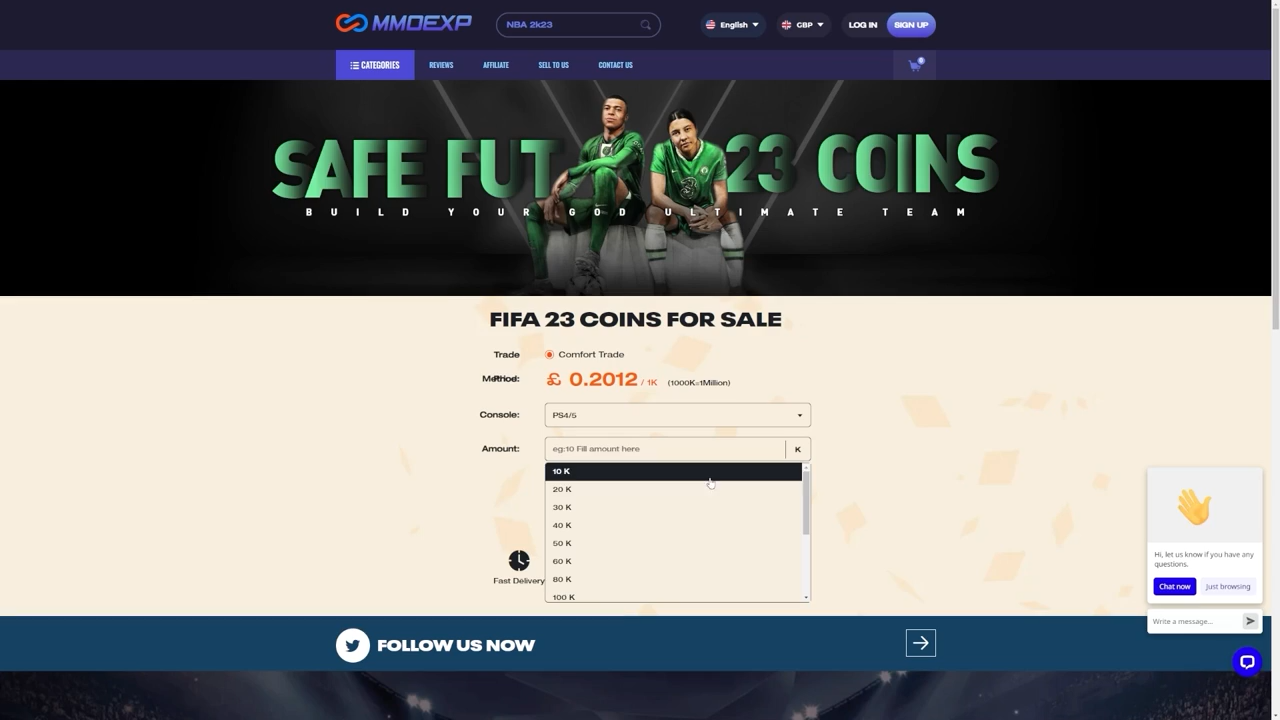 MMOEXP
NBA 2k23
English
GBP
LOG IN
SIGN UP
CATEGORIES
REVIEWS
AFFILIATE
SELL TO US
CONTACT US
0
SAFE FUT 23 COINS
BUILD YOUR GOD ULTIMATE TEAM
FIFA 23 COINS FOR SALE
Trade
Comfort Trade
Method:
£ 0.2012 / 1K (1000K=1Million)
Console:
PS4/5
Amount:
eg:10 Fill amount here
K
10 K
20 K
30 K
40 K
50 K
60 K
80 K
100 K
Fast Delivery
Hi, let us know if you have any
questions.
Chat now
Just browsing
Write a message...
FOLLOW US NOW